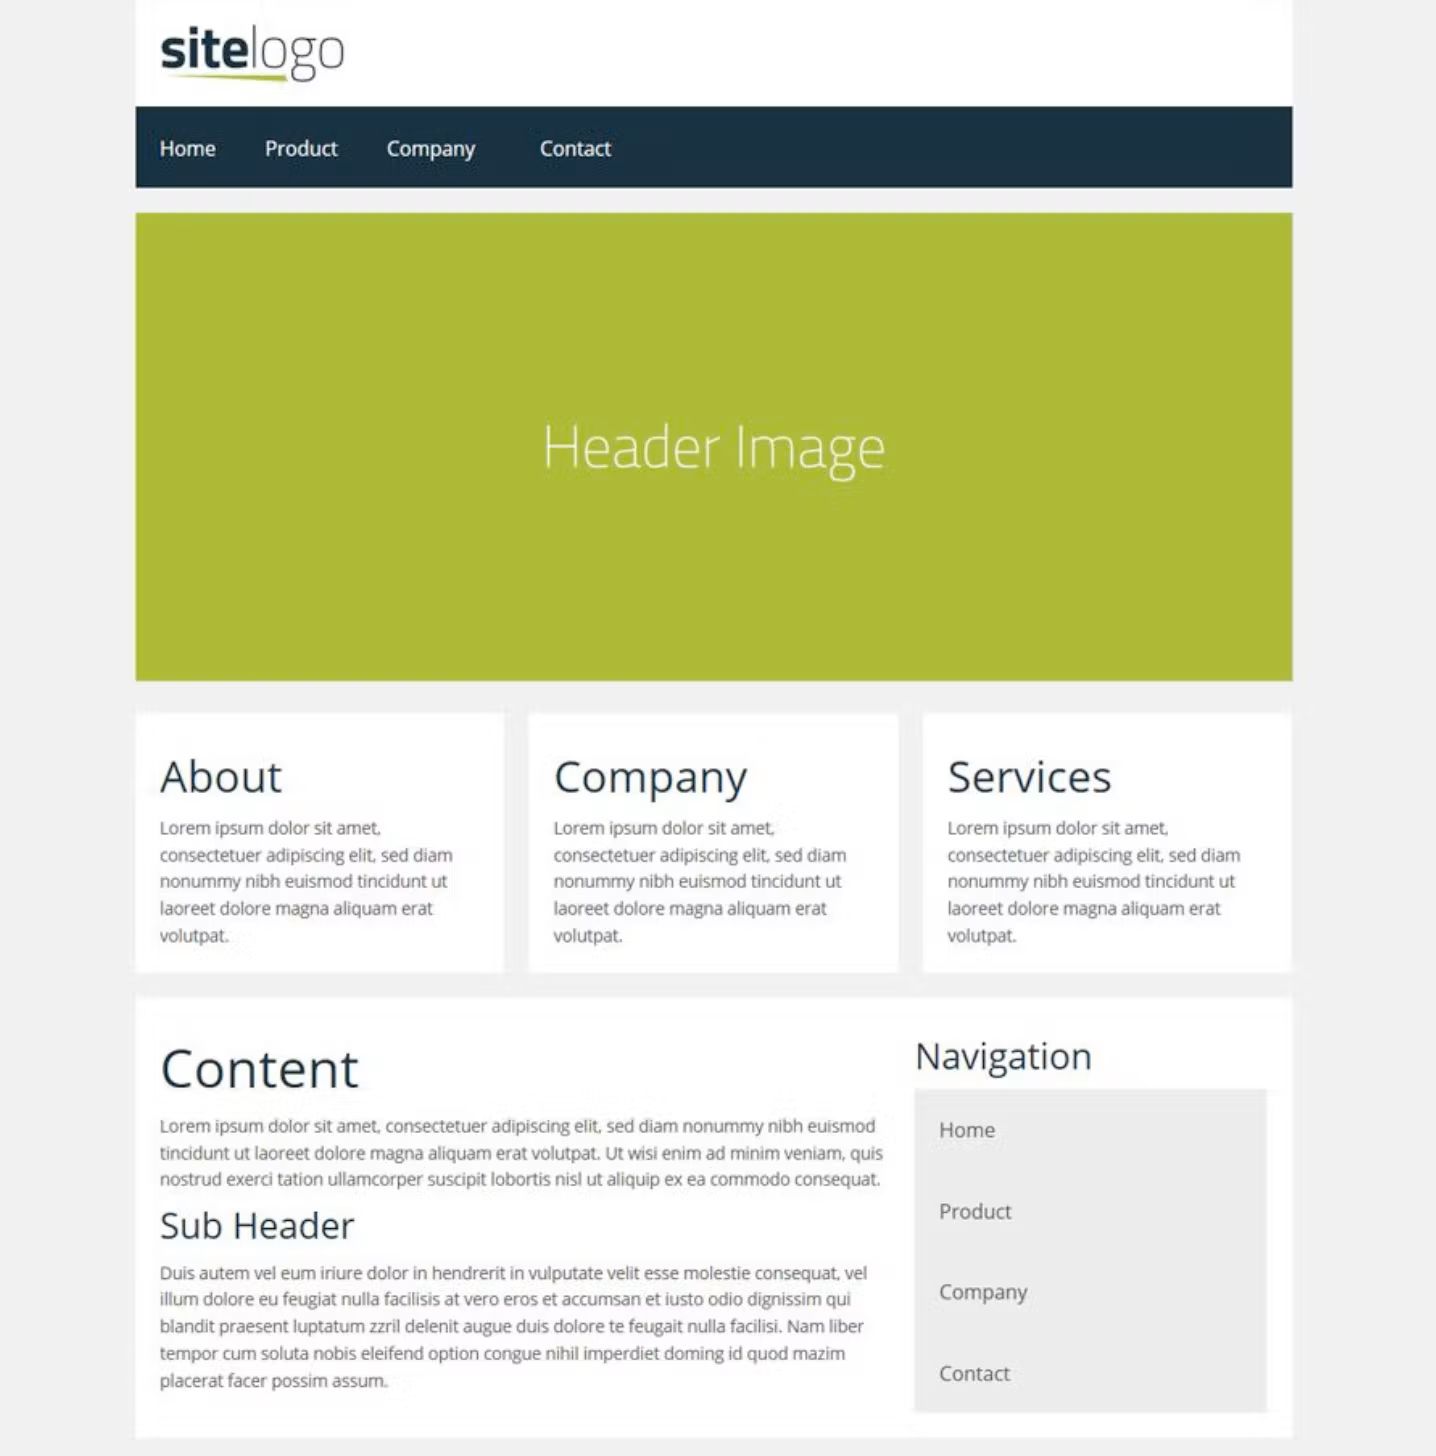 sitelogo
Home Product Company Contact
Header Image
About
Lorem ipsum dolor sit amet,
consectetuer adipiscing elit, sed diam
nonummy nibh euismod tincidunt ut
laoreet dolore magna aliquam erat
volutpat.
Company
Lorem ipsum dolor sit amet,
consectetuer adipiscing elit, sed diam
nonummy nibh euismod tincidunt ut
laoreet dolore magna aliquam erat
volutpat.
Services
Lorem ipsum dolor sit amet,
consectetuer adipiscing elit, sed diam
nonummy nibh euismod tincidunt ut
laoreet dolore magna aliquam erat
volutpat.
Content
Lorem ipsum dolor sit amet, consectetuer adipiscing elit, sed diam nonummy nibh euismod
tincidunt ut laoreet dolore magna aliquam erat volutpat. Ut wisi enim ad minim veniam, quis
nostrud exerci tation ullamcorper suscipit lobortis nisl ut aliquip ex ea commodo consequat.
Sub Header
Duis autem vel eum iriure dolor in hendrerit in vulputate velit esse molestie consequat, vel
illum dolore eu feugiat nulla facilisis at vero eros et accumsan et iusto odio dignissim qui
blandit praesent luptatum zzril delenit augue duis dolore te feugait nulla facilisi. Nam liber
tempor cum soluta nobis eleifend option congue nihil imperdiet doming id quod mazim
placerat facer possim assum.
Navigation
Home
Product
Company
Contact